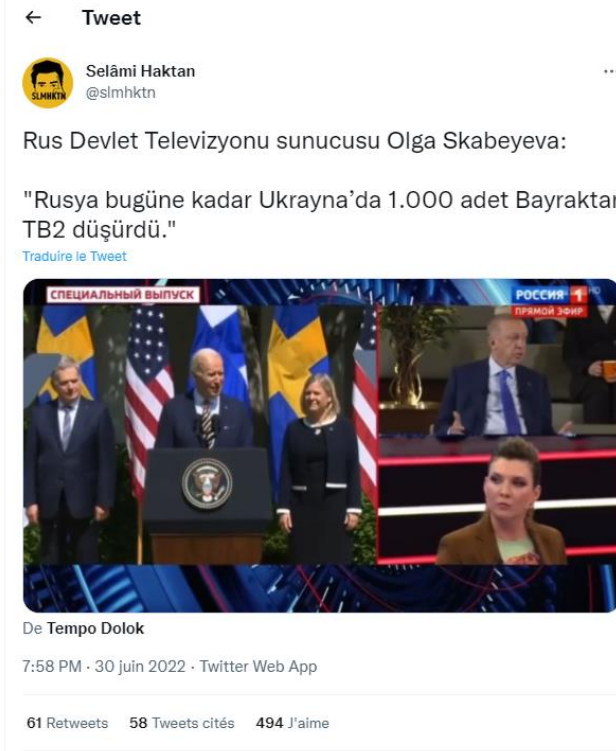 ← Tweet
SLMHKTN
Selâmi Haktan
@slmhktn
...
Rus Devlet Televizyonu sunucusu Olga Skabeyeva:
"Rusya bugüne kadar Ukrayna’da 1.000 adet Bayraktar
TB2 düşürdü."
Traduire le Tweet
СПЕЦИАЛЬНЫЙ ВЫПУСК
РОССИЯ 1 HD
ПРЯМОЙ ЭФИР
De Tempo Dolok
7:58 PM · 30 juin 2022 · Twitter Web App
61 Retweets 58 Tweets cités 494 J'aime